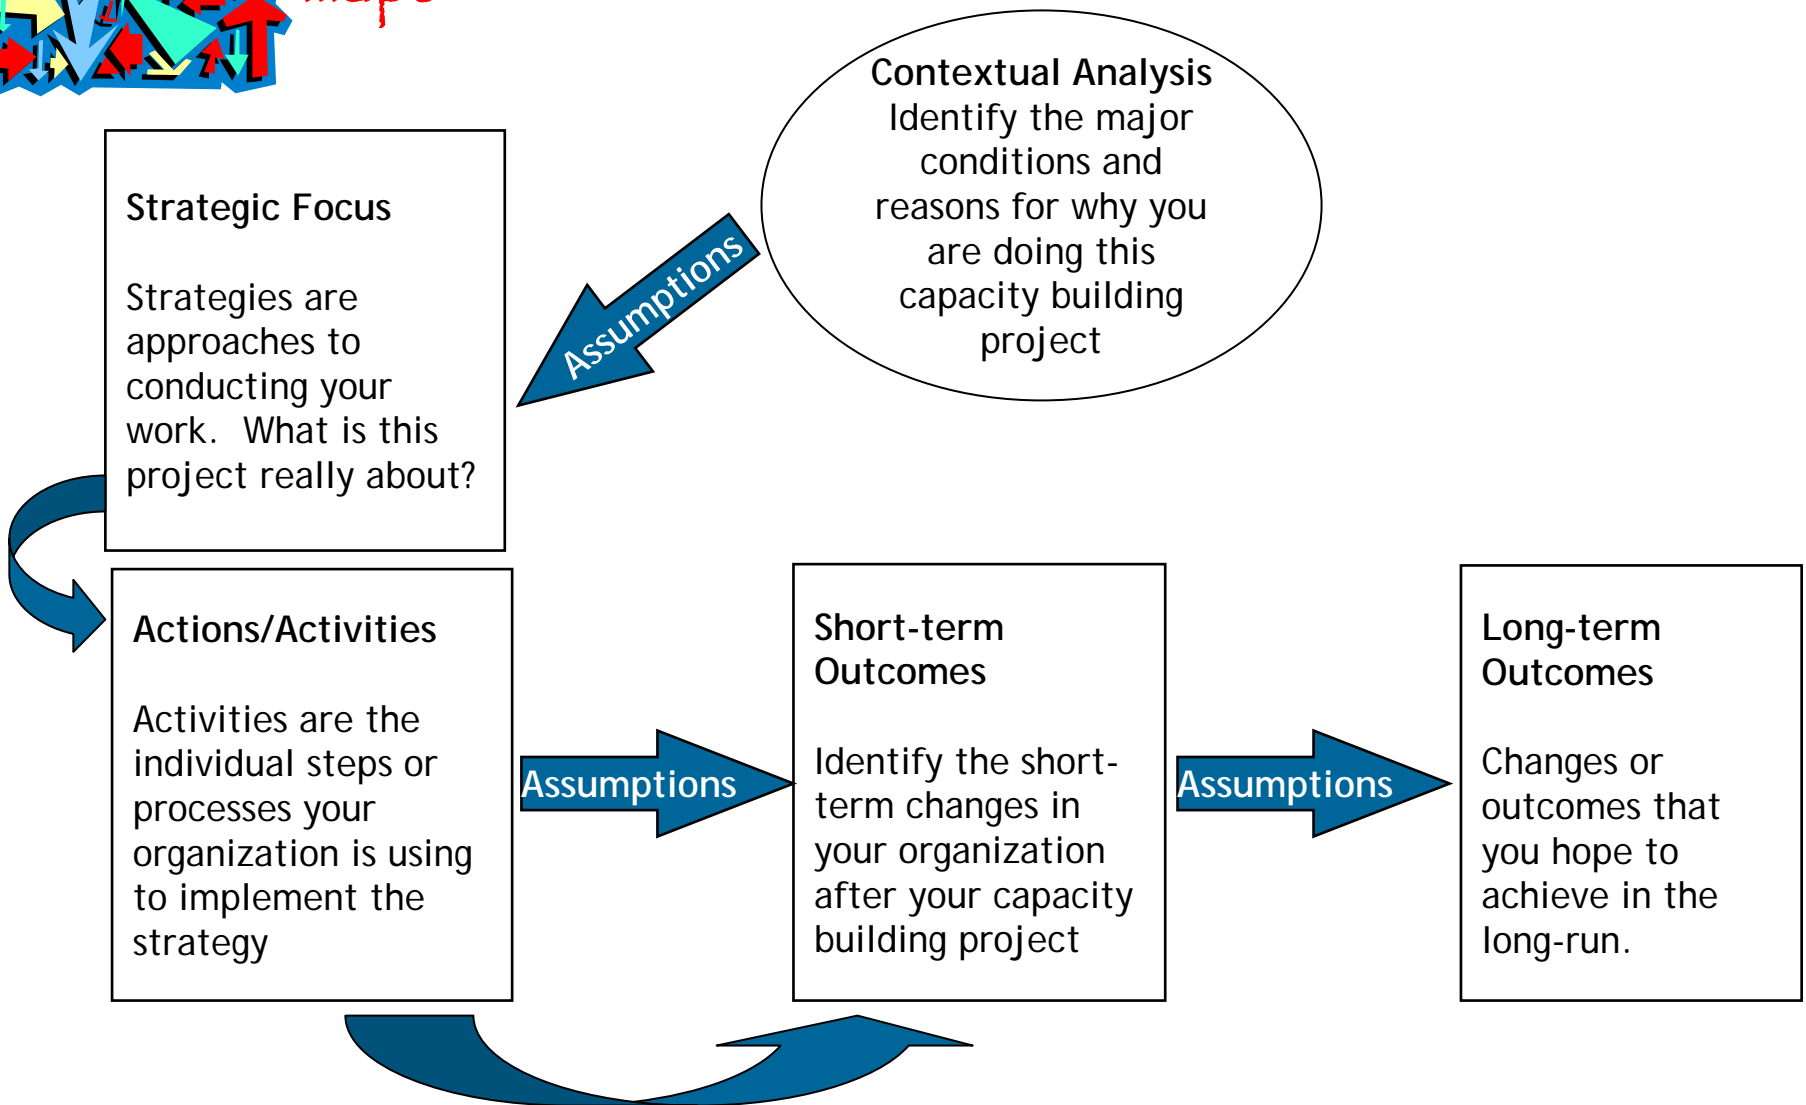 Contextual Analysis
Identify the major
conditions and
reasons for why you
are doing this
capacity building
project
Assumptions
Strategic Focus
Strategies are
approaches to
conducting your
work. What is this
project really about?
Actions/Activities
Activities are the
individual steps or
processes your
organization is using
to implement the
strategy
Assumptions
Short-term
Outcomes
Identify the short-
term changes in
your organization
after your capacity
building project
Assumptions
Long-term
Outcomes
Changes or
outcomes that
you hope to
achieve in the
long-run.